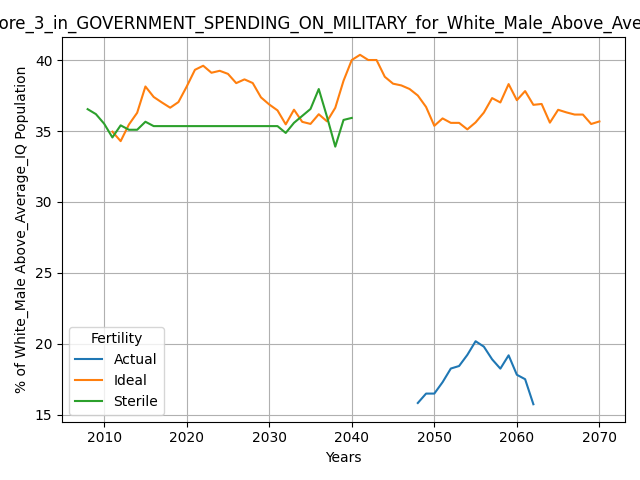 ore_3_in_GOVERNMENT_SPENDING_ON_MILITARY_for_White_Male_Above_Ave
% of White_Male Above_Average_IQ Population
40
35
30
25
20
15
Fertility
Actual
Ideal
Sterile
2010 2020 2030 2040 2050 2060 2070
Years